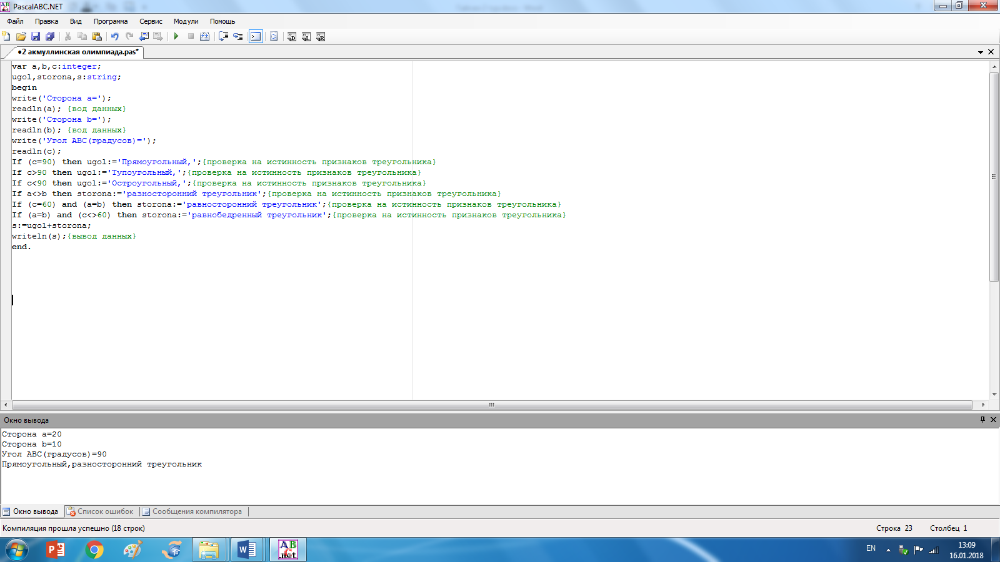 PascalABC.NET
Файл Правка Вид Программа Сервис Модули Помощь
•2 акмуллинская олимпиада.pas*
var a,b,c:integer;
ugol,storona,s:string;
begin
write('Сторона a=');
readln(a); {вод данных}
write('Сторона b=');
readln(b); {вод данных}
write('Угол ABC(градусов)=');
readln(c);
If (c=90) then ugol:='Прямоугольный,';{проверка на истинность признаков треугольника}
If c>90 then ugol:='Тупоугольный,';{проверка на истинность признаков треугольника}
If c<90 then ugol:='Остроугольный,';{проверка на истинность признаков треугольника}
If a<>b then storona:='разносторонний треугольник';{проверка на истинность признаков треугольника}
If (c=60) and (a=b) then storona:='равносторонний треугольник';{проверка на истинность признаков треугольника}
If (a=b) and (c<>60) then storona:='равнобедренный треугольник';{проверка на истинность признаков треугольника}
s:=ugol+storona;
writeln(s);{вывод данных}
end.
Окно вывода
Сторона a=20
Сторона b=10
Угол ABC(градусов)=90
Прямоугольный,разносторонний треугольник
Окно вывода Список ошибок Сообщения компилятора
Компиляция прошла успешно (18 строк) Строка 23 Столбец 1
EN 13:09
16.01.2018